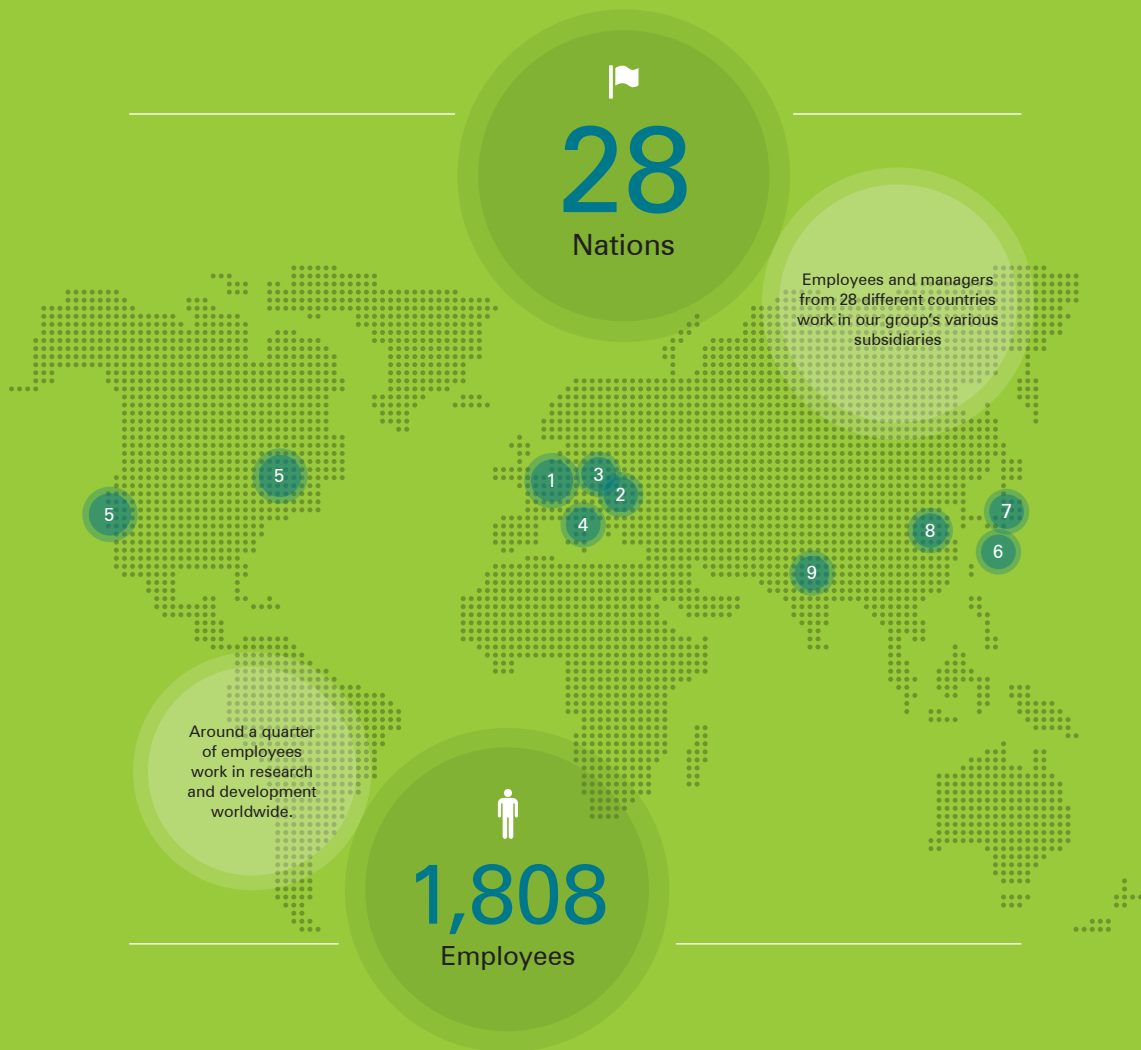 28
Nations
Employees and managers
from 28 different countries
work in our group's various
subsidiaries
5
5
1
3
2
4
7
8
6
9
Around a quarter
of employees
work in research
and development
worldwide.
1,808
Employees